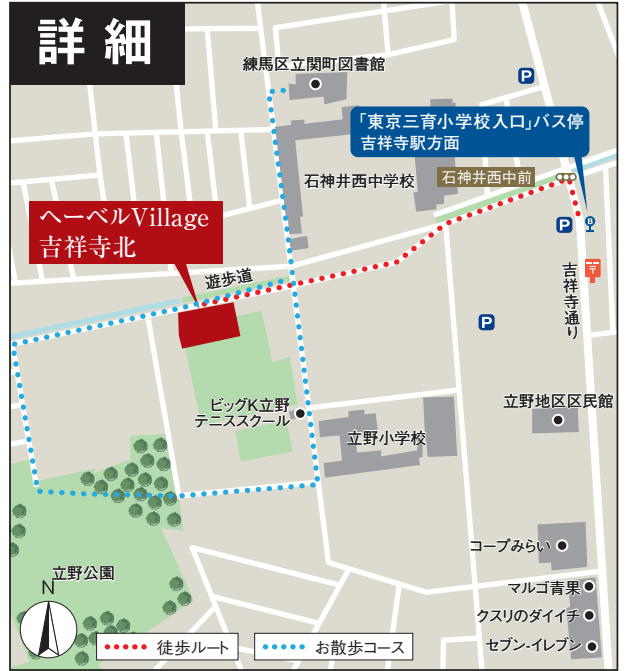 詳細
練馬区立関町図書館
P
「東京三育小学校入口」バス停
吉祥寺駅方面
石神井西中学校
石神井西中前
ヘーベルVillage
吉祥寺北
P
B
遊歩道
〒
吉祥寺通り
P
ビッグK立野
テニススクール
立野地区区民館
立野小学校
コープみらい
立野公園
マルゴ青果
クスリのダイイチ
セブン-イレブン
N
徒歩ルート
お散歩コース